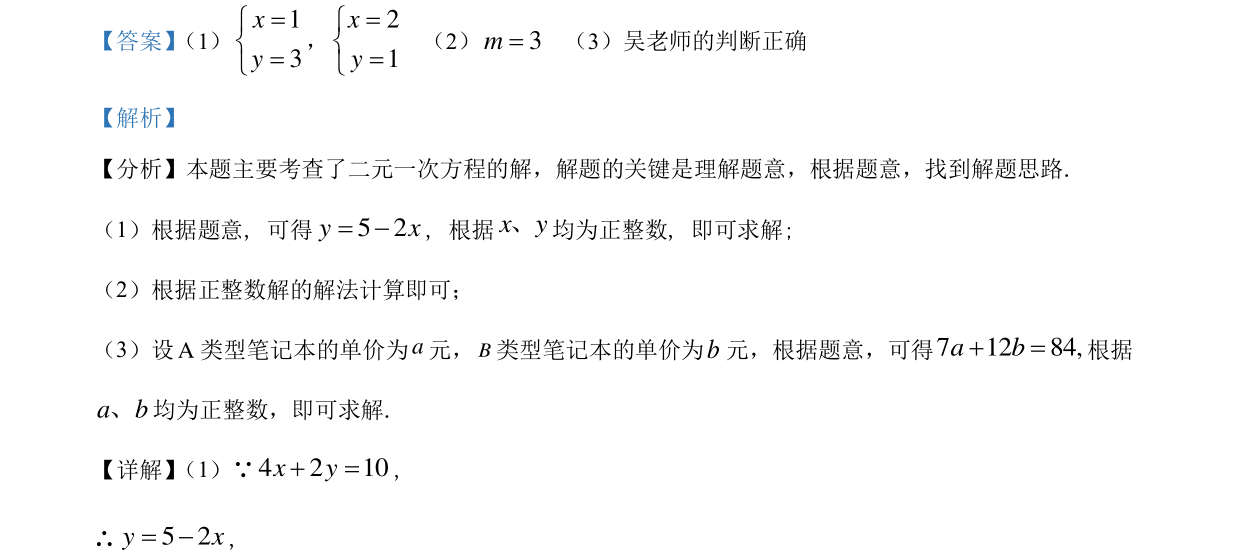 【答案】（1）{x=1 y=3，{x=2 y=1 （2）m=3 （3）吴老师的判断正确
【解析】
【分析】本题主要考查了二元一次方程的解，解题的关键是理解题意，根据题意，找到解题思路．
（1）根据题意，可得 y=5−2x，根据 x、y 均为正整数，即可求解；
（2）根据正整数解的解法计算即可；
（3）设 A 类型笔记本的单价为 a 元，B 类型笔记本的单价为 b 元，根据题意，可得 7a+12b=84, 根据
a、b 均为正整数，即可求解．
【详解】（1）∵ 4x+2y=10，
∴ y=5−2x，